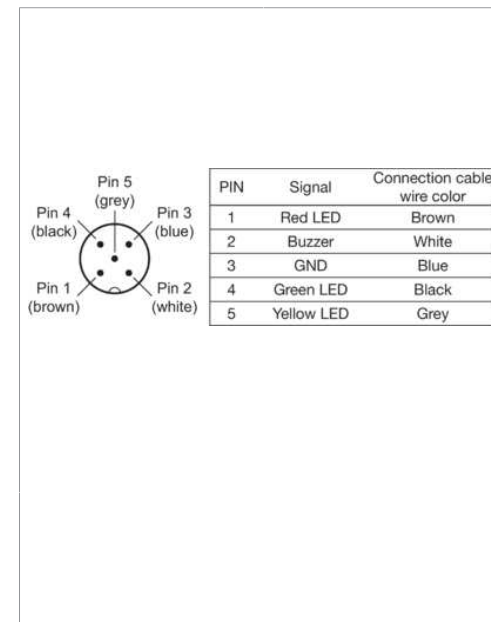 Pin 5
(grey)
Pin 4
(black)
Pin 3
(blue)
Pin 1
(brown)
Pin 2
(white)
PIN Signal Connection cable wire color
1 Red LED Brown
2 Buzzer White
3 GND Blue
4 Green LED Black
5 Yellow LED Grey